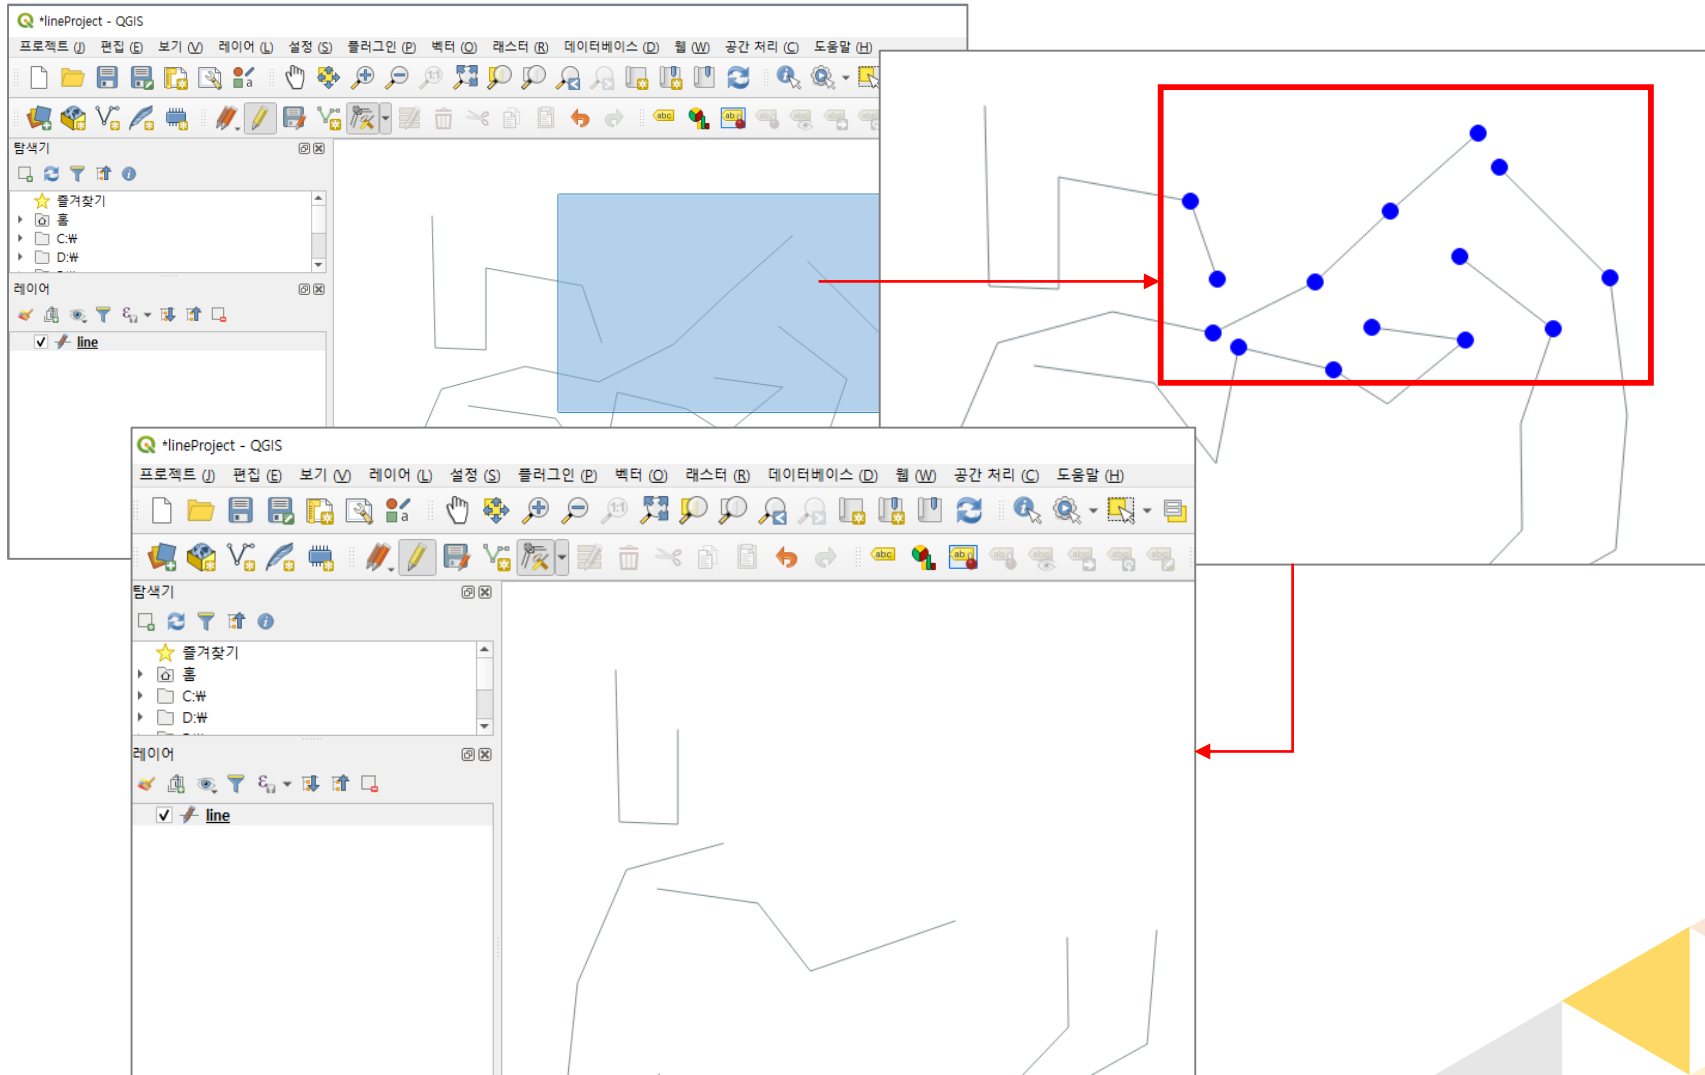 *lineProject - QGIS
프로젝트 (J) 편집 (E) 보기 (V) 레이어 (L) 설정 (S) 플러그인 (P) 벡터 (O) 래스터 (R) 데이터베이스 (D) 웹 (W) 공간 처리 (C) 도움말 (H)
탐색기
즐겨찾기
홈
C:₩
D:₩
레이어
line
*lineProject - QGIS
프로젝트 (J) 편집 (E) 보기 (V) 레이어 (L) 설정 (S) 플러그인 (P) 벡터 (O) 래스터 (R) 데이터베이스 (D) 웹 (W) 공간 처리 (C) 도움말 (H)
탐색기
즐겨찾기
홈
C:₩
D:₩
레이어
line